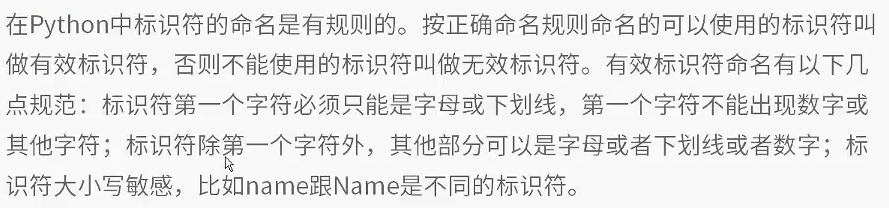 在Python中标识符的命名是有规则的。按正确命名规则命名的可以使用的标识符叫
做有效标识符，否则不能使用的标识符叫做无效标识符。有效标识符命名有以下几
点规范：标识符第一个字符必须只能是字母或下划线，第一个字符不能出现数字或
其他字符；标识符除第一个字符外，其他部分可以是字母或者下划线或者数字；标
识符大小写敏感，比如name跟Name是不同的标识符。